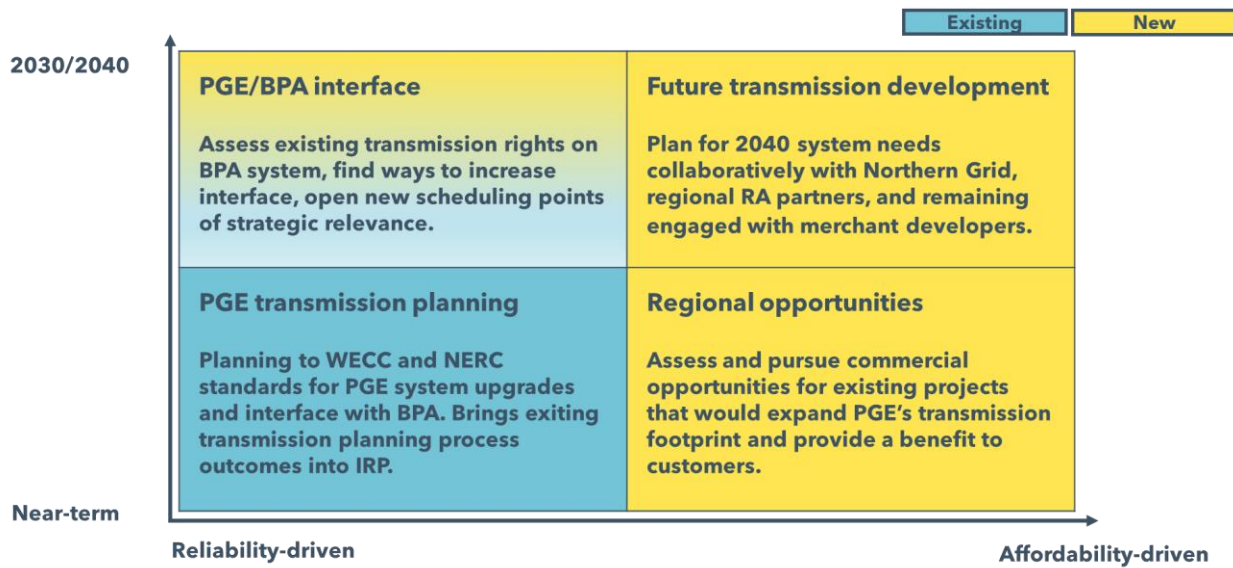 Existing
New
2030/2040
PGE/BPA interface
Assess existing transmission rights on
BPA system, find ways to increase
interface, open new scheduling points
of strategic relevance.
Future transmission development
Plan for 2040 system needs
collaboratively with Northern Grid,
regional RA partners, and remaining
engaged with merchant developers.
PGE transmission planning
Planning to WECC and NERC
standards for PGE system upgrades
and interface with BPA. Brings exiting
transmission planning process
outcomes into IRP.
Regional opportunities
Assess and pursue commercial
opportunities for existing projects
that would expand PGE's transmission
footprint and provide a benefit to
customers.
Near-term
Reliability-driven
Affordability-driven